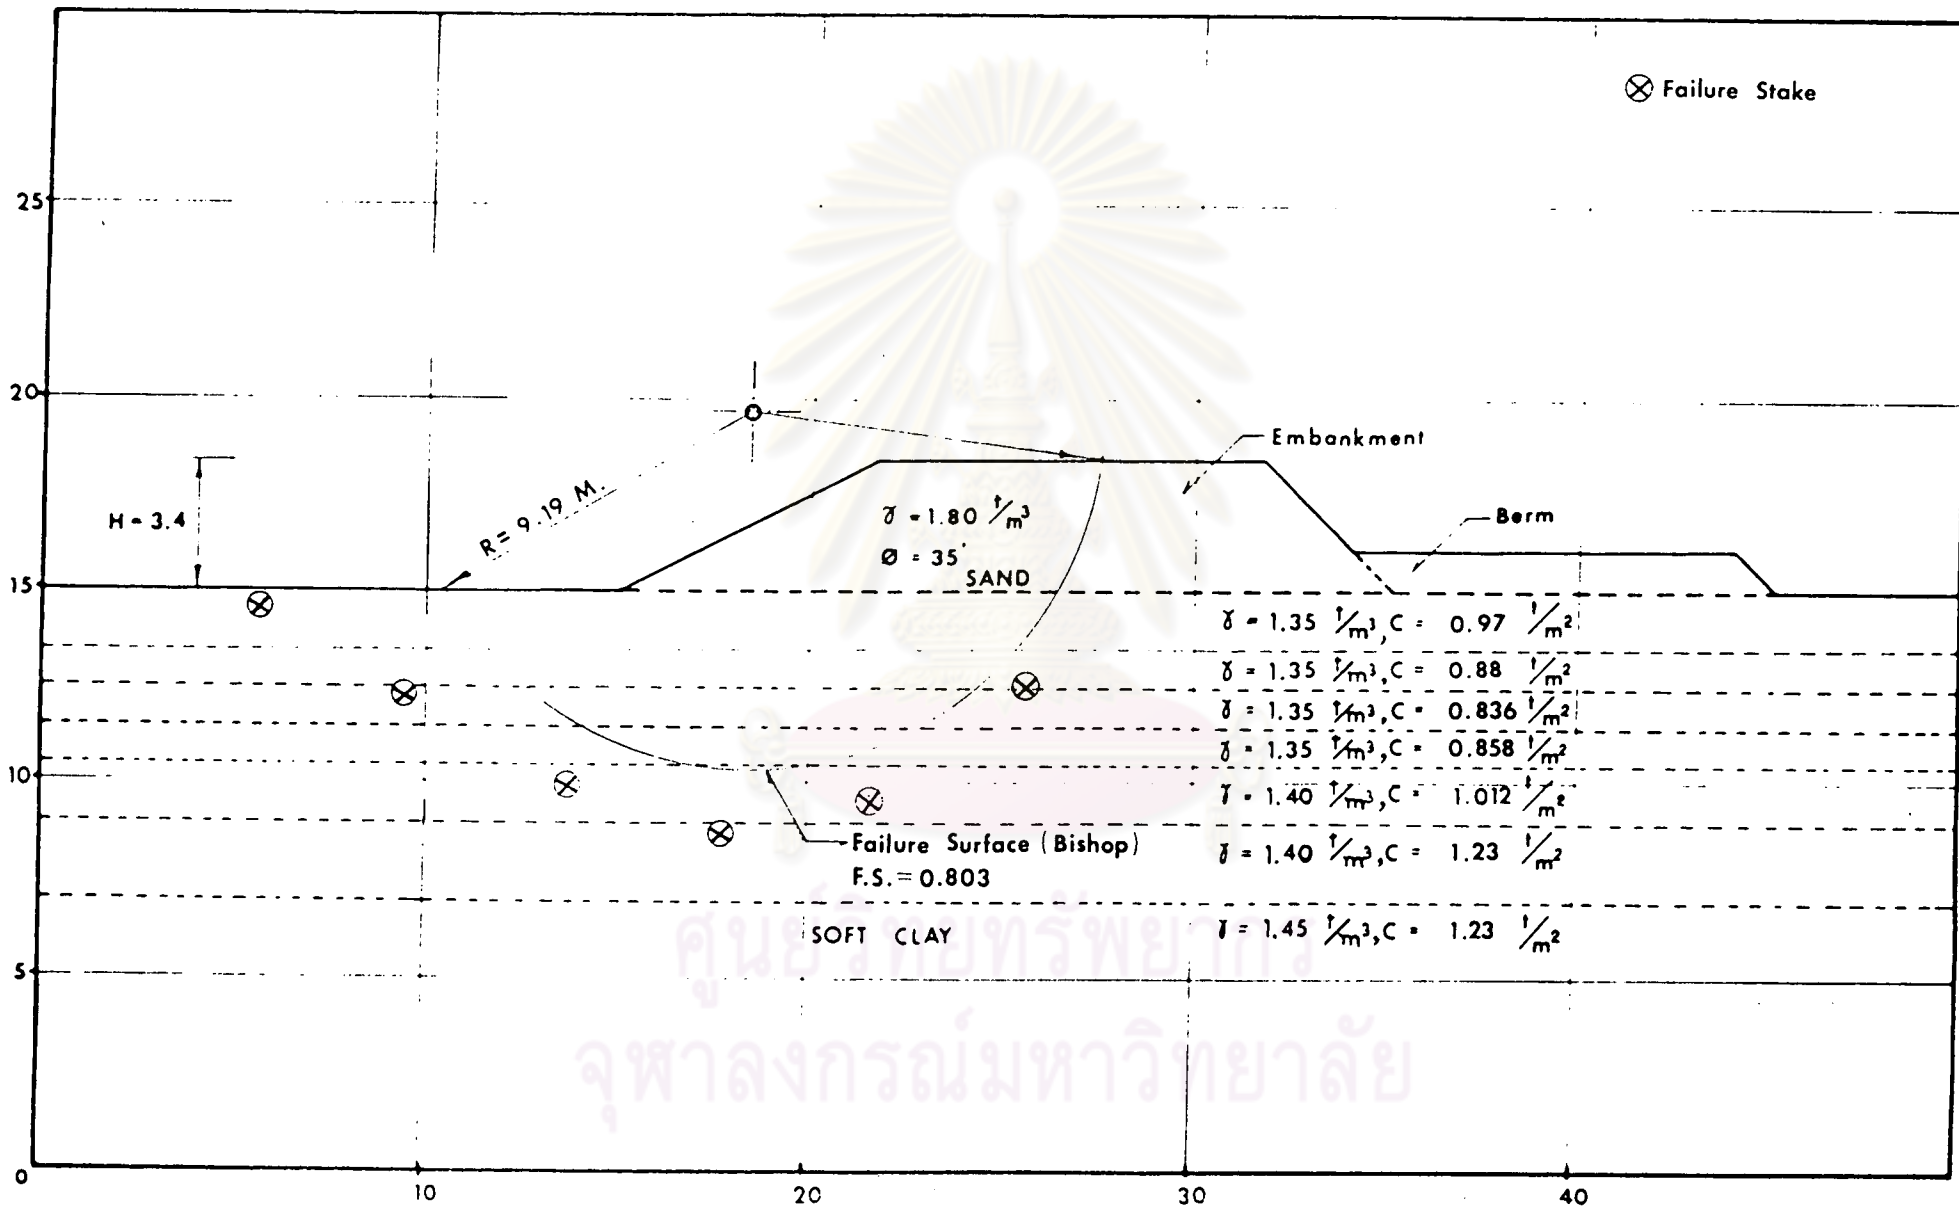 Failure Stake
25
20
Embankment
H = 3.4
R = 9.19 M.
γ = 1.80 t/m³
Ø = 35°
SAND
Berm
15
γ = 1.35 t/m³, C = 0.97 t/m²
γ = 1.35 t/m³, C = 0.88 t/m²
γ = 1.35 t/m³, C = 0.836 t/m²
γ = 1.35 t/m³, C = 0.858 t/m²
10
γ = 1.40 t/m³, C = 1.012 t/m²
Failure Surface (Bishop)
F.S. = 0.803
γ = 1.40 t/m³, C = 1.23 t/m²
SOFT CLAY
γ = 1.45 t/m³, C = 1.23 t/m²
5
ศูนย์วิทยทรัพยากร
จุฬาลงกรณ์มหาวิทยาลัย
0
10 20 30 40